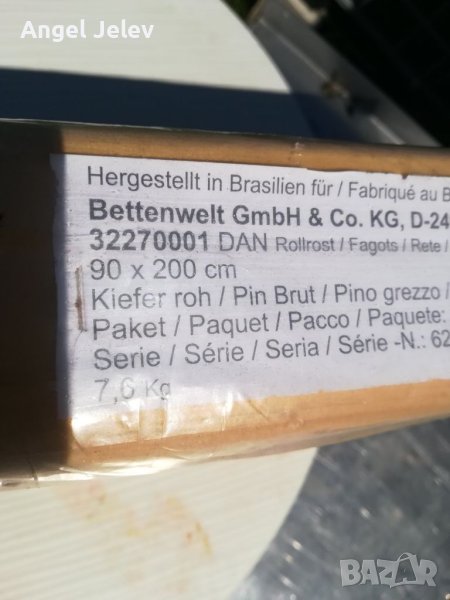 Angel Jelev
Hergestellt in Brasilien für / Fabriqué au B
Bettenwelt GmbH & Co. KG, D-24
32270001 DAN Rollrost / Fagots / Rete /
90 x 200 cm
Kiefer roh / Pin Brut / Pino grezzo /
Paket / Paquet / Pacco / Paquete:
Serie / Série / Seria / Série -N.: 62
7,6 Kg
BAZAR